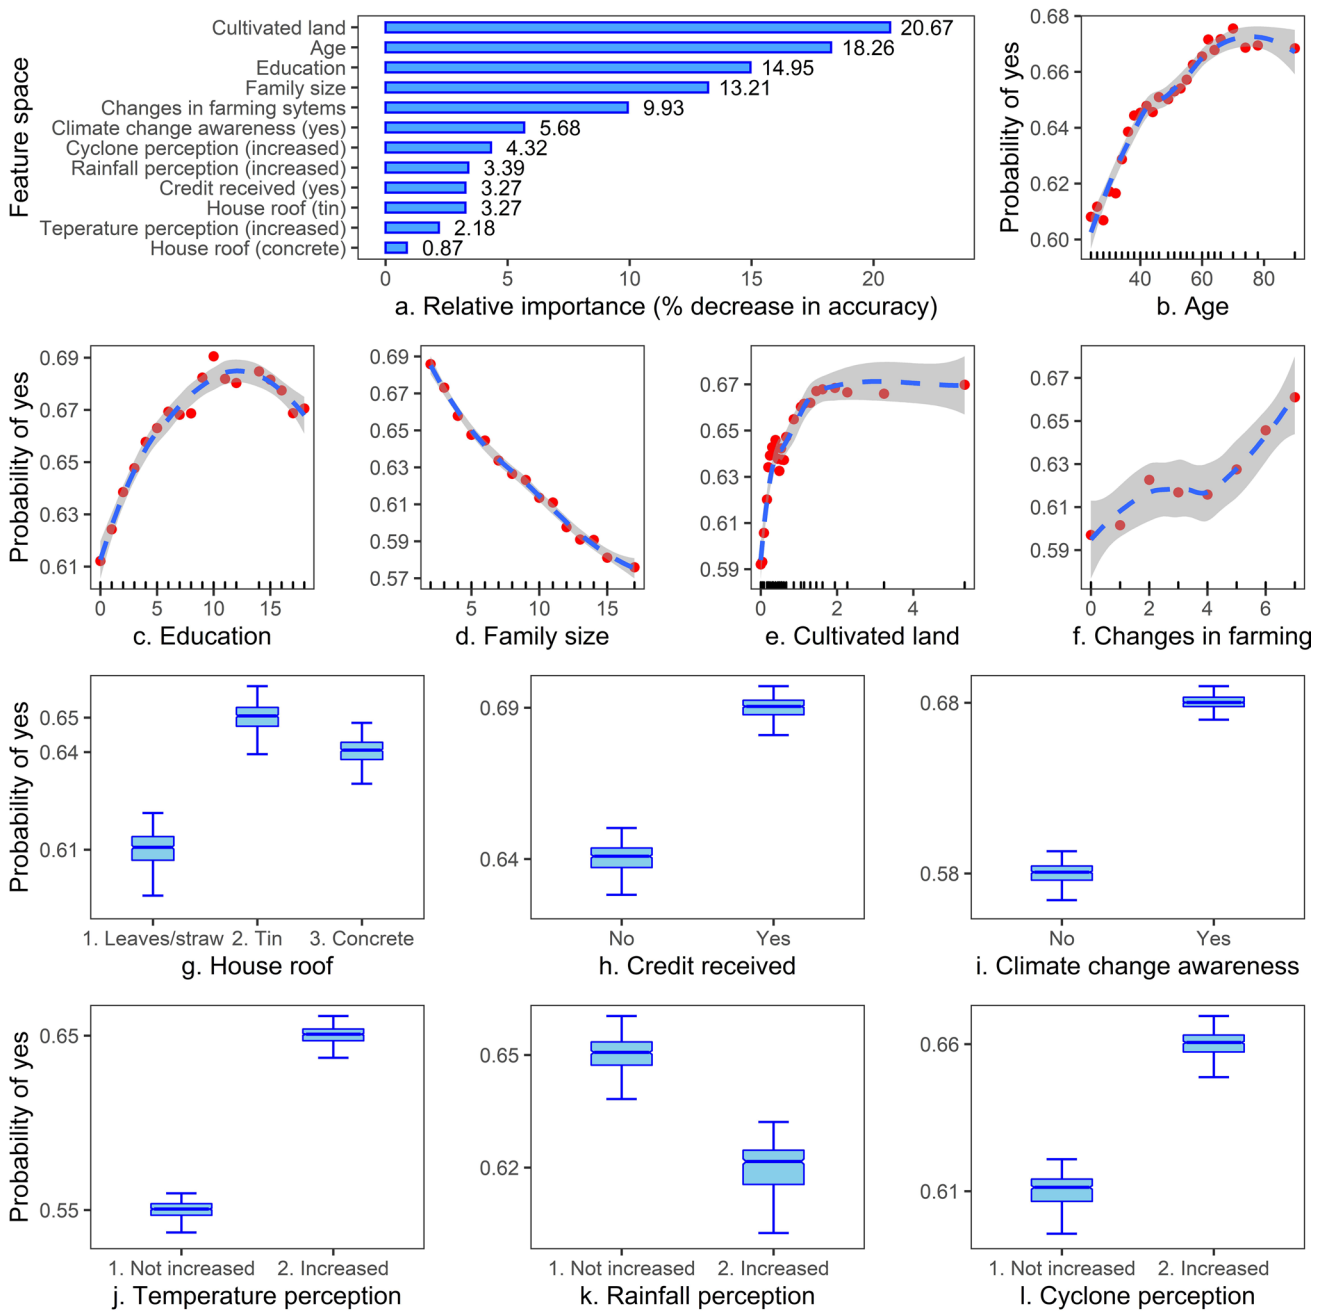 Feature space
Cultivated land 20.67
Age 18.26
Education 14.95
Family size 13.21
Changes in farming sytems 9.93
Climate change awareness (yes) 5.68
Cyclone perception (increased) 4.32
Rainfall perception (increased) 3.39
Credit received (yes) 3.27
House roof (tin) 3.27
Teperature perception (increased) 2.18
House roof (concrete) 0.87
0 5 10 15 20
a. Relative importance (% decrease in accuracy)
Probability of yes
0.68
0.66
0.64
0.62
0.60
40 60 80
b. Age
Probability of yes
0.69
0.67
0.65
0.63
0.61
0 5 10 15
c. Education
0.69
0.67
0.65
0.63
0.61
0.59
0.57
5 10 15
d. Family size
0.67
0.65
0.63
0.61
0.59
0 2 4
e. Cultivated land
0.67
0.65
0.63
0.61
0.59
0 2 4 6
f. Changes in farming
Probability of yes
0.65
0.64
0.61
1. Leaves/straw 2. Tin 3. Concrete
g. House roof
0.69
0.64
No Yes
h. Credit received
0.68
0.58
No Yes
i. Climate change awareness
Probability of yes
0.65
0.55
1. Not increased 2. Increased
j. Temperature perception
0.65
0.62
1. Not increased 2. Increased
k. Rainfall perception
0.66
0.61
1. Not increased 2. Increased
l. Cyclone perception